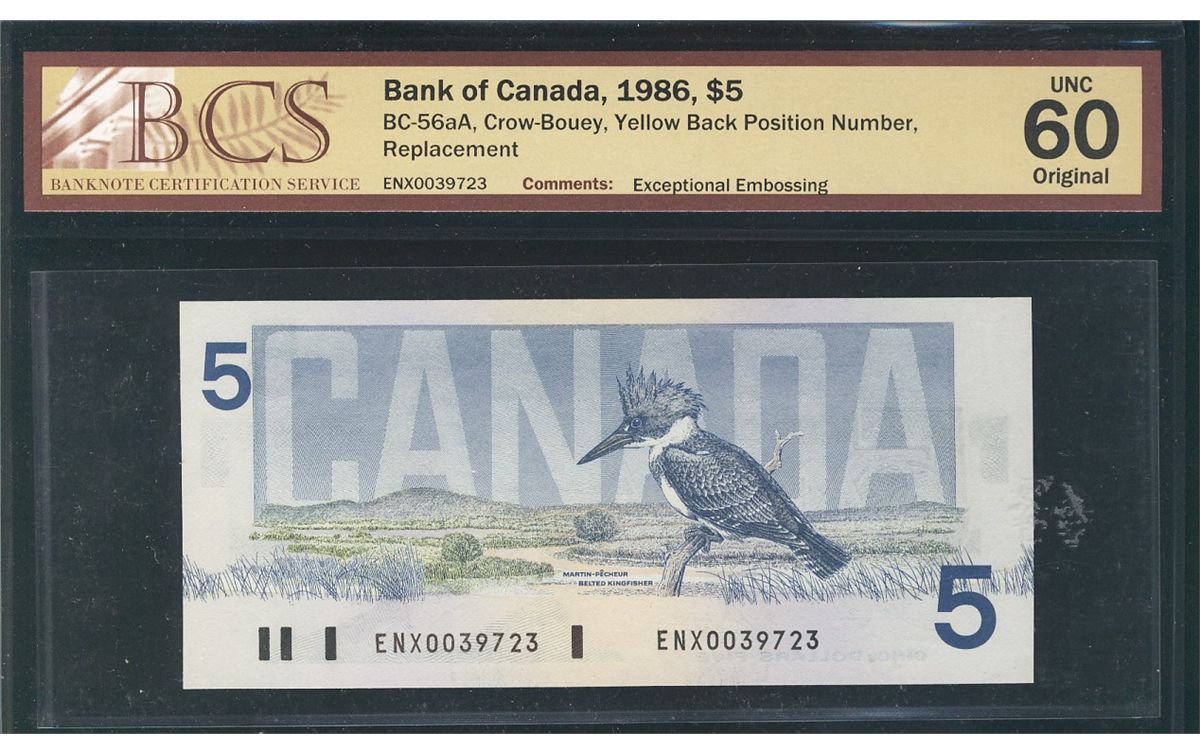 BCS
BANKNOTE CERTIFICATION SERVICE
Bank of Canada, 1986, $5
BC-56aA, Crow-Bouey, Yellow Back Position Number,
Replacement
ENX0039723 Comments: Exceptional Embossing
UNC
60
Original
5
CANADA
MARTIN-PÊCHEUR
BELTED KINGFISHER
5
ENX0039723 ENX0039723